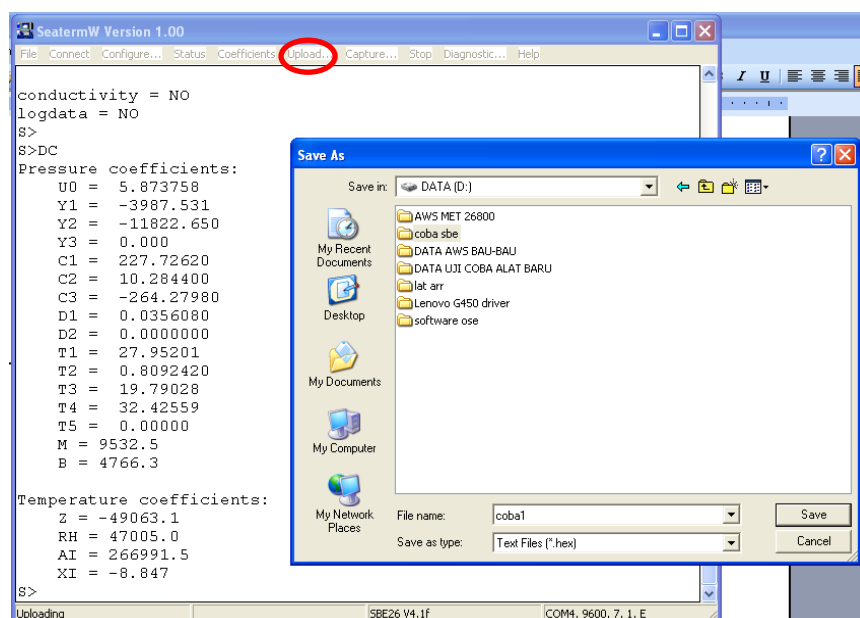 SeatermW Version 1.00
File Connect Configure... Status Coefficients Upload... Capture... Stop Diagnostic... Help
conductivity = NO
logdata = NO
S>
S>DC
Pressure coefficients:
U0 = 5.873758
Y1 = -3987.531
Y2 = -11822.650
Y3 = 0.000
C1 = 227.72620
C2 = 10.284400
C3 = -264.27980
D1 = 0.0356080
D2 = 0.0000000
T1 = 27.95201
T2 = 0.8092420
T3 = 19.79028
T4 = 32.42559
T5 = 0.00000
M = 9532.5
B = 4766.3
Temperature coefficients:
Z = -49063.1
RH = 47005.0
AI = 266991.5
XI = -8.847
S>
Uploading SBE26 V4.1f COM4, 9600, 7, 1, E
I U
Save As
Save in: DATA (D:)
My Recent Documents
Desktop
My Documents
My Computer
My Network Places
AWS MET 26800
coba sbe
DATA AWS BAU-BAU
DATA UJI COBA ALAT BARU
lat arr
Lenovo G450 driver
software ose
File name: coba1 Save
Save as type: Text Files (*.hex) Cancel